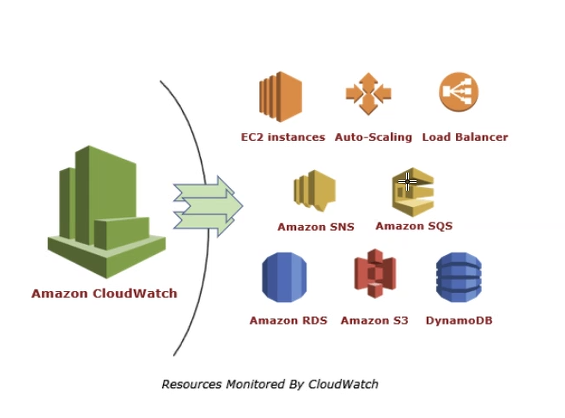 EC2 instances
Auto-Scaling
Load Balancer
Amazon SNS
Amazon SQS
Amazon CloudWatch
Amazon RDS
Amazon S3
DynamoDB
Resources Monitored By CloudWatch